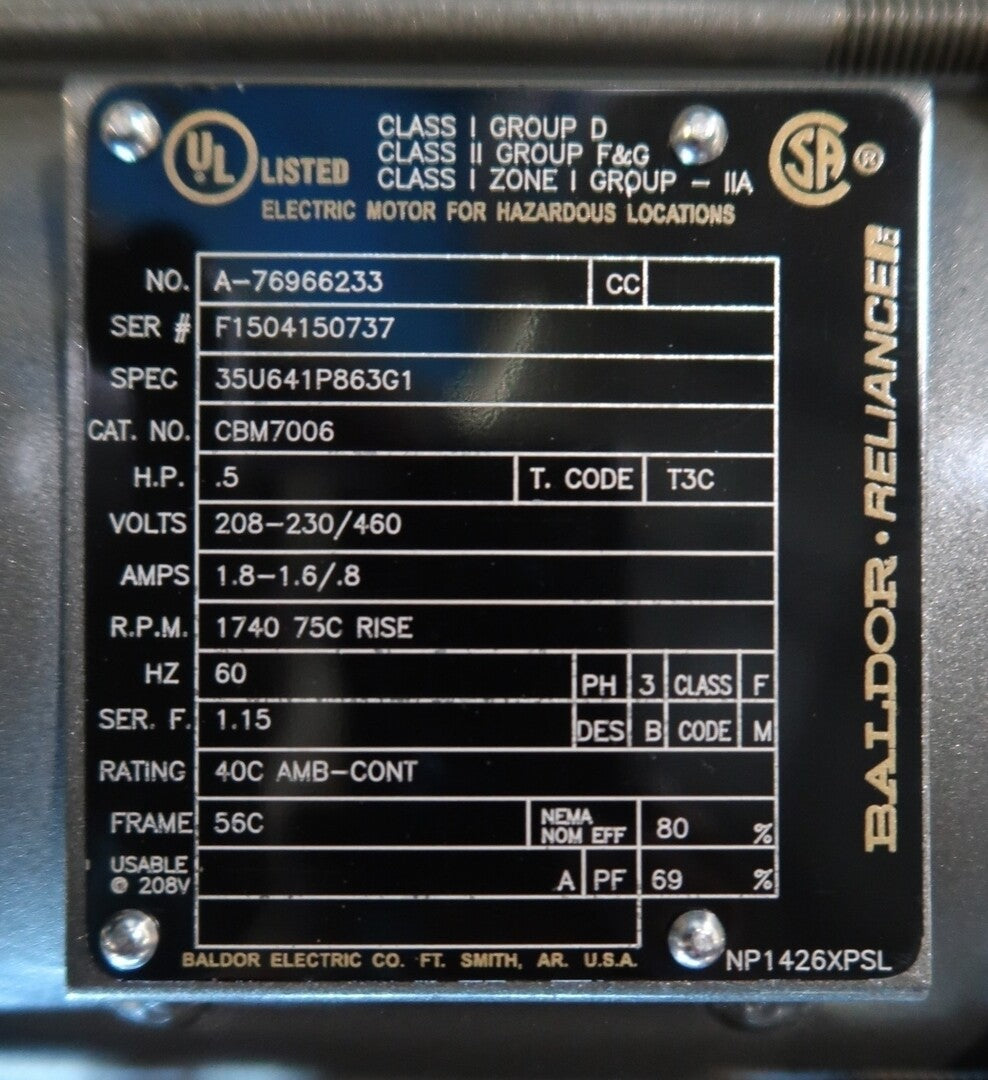 UL LISTED
CLASS I GROUP D
CLASS II GROUP F&G
CLASS I ZONE I GROUP - IIA
SA ®
ELECTRIC MOTOR FOR HAZARDOUS LOCATIONS
NO. A-76966233 CC
SER # F1504150737
SPEC 35U641P863G1
CAT. NO. CBM7006
H.P. .5 T. CODE T3C
VOLTS 208-230/460
AMPS 1.8-1.6/.8
R.P.M. 1740 75C RISE
HZ 60 PH 3 CLASS F
SER. F. 1.15 DES B CODE M
RATING 40C AMB-CONT
FRAME 56C NEMA NOM EFF 80 %
USABLE @ 208V A PF 69 %
BALDOR ELECTRIC CO. FT. SMITH, AR. U.S.A.
NP1426XPSL
BALDOR · RELIANCE